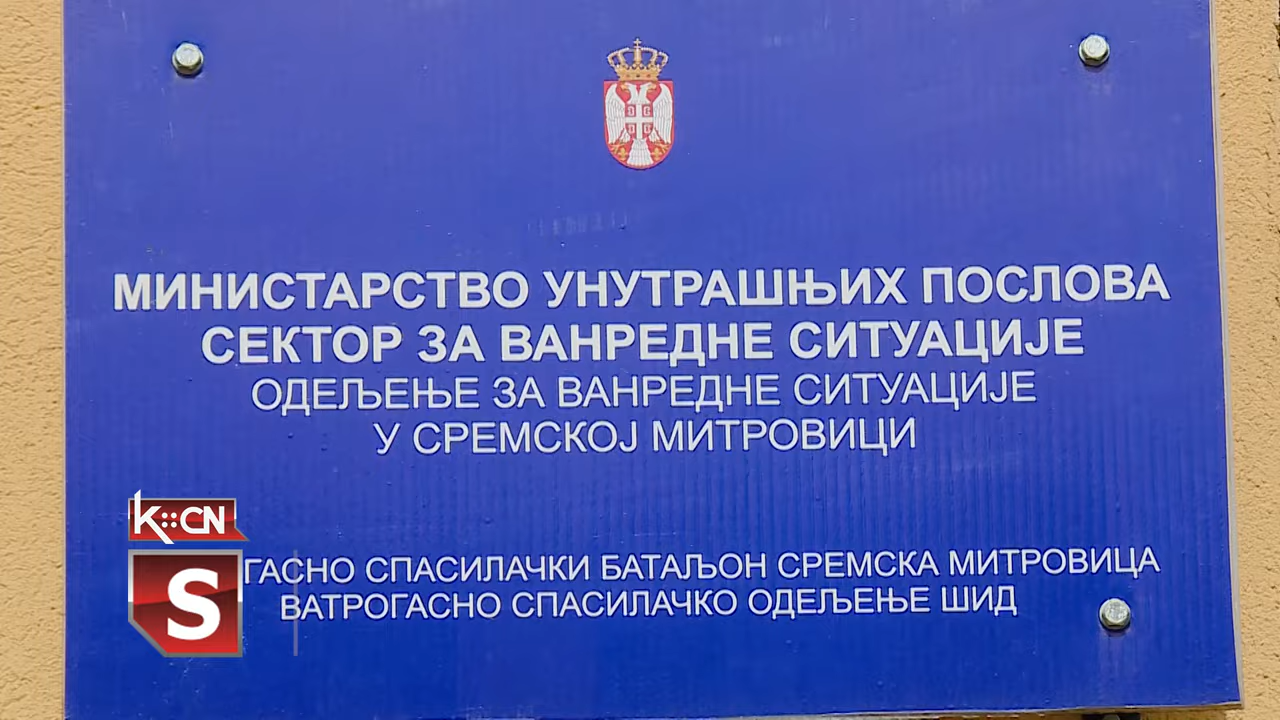 МИНИСТАРСТВО УНУТРАШЊИХ ПОСЛОВА
СЕКТОР ЗА ВАНРЕДНЕ СИТУАЦИЈЕ
ОДЕЉЕЊЕ ЗА ВАНРЕДНЕ СИТУАЦИЈЕ
У СРЕМСКОЈ МИТРОВИЦИ
СПАСИЛАЧКИ БАТАЉОН СРЕМСКА МИТРОВИЦА
ВАТРОГАСНО СПАСИЛАЧКО ОДЕЉЕЊЕ ШИД
K::CN
S